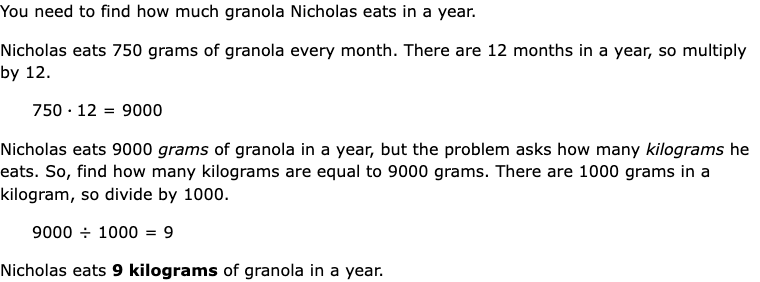 You need to find how much granola Nicholas eats in a year.
Nicholas eats 750 grams of granola every month. There are 12 months in a year, so multiply
by 12.
750 · 12 = 9000
Nicholas eats 9000 grams of granola in a year, but the problem asks how many kilograms he
eats. So, find how many kilograms are equal to 9000 grams. There are 1000 grams in a
kilogram, so divide by 1000.
9000 ÷ 1000 = 9
Nicholas eats 9 kilograms of granola in a year.